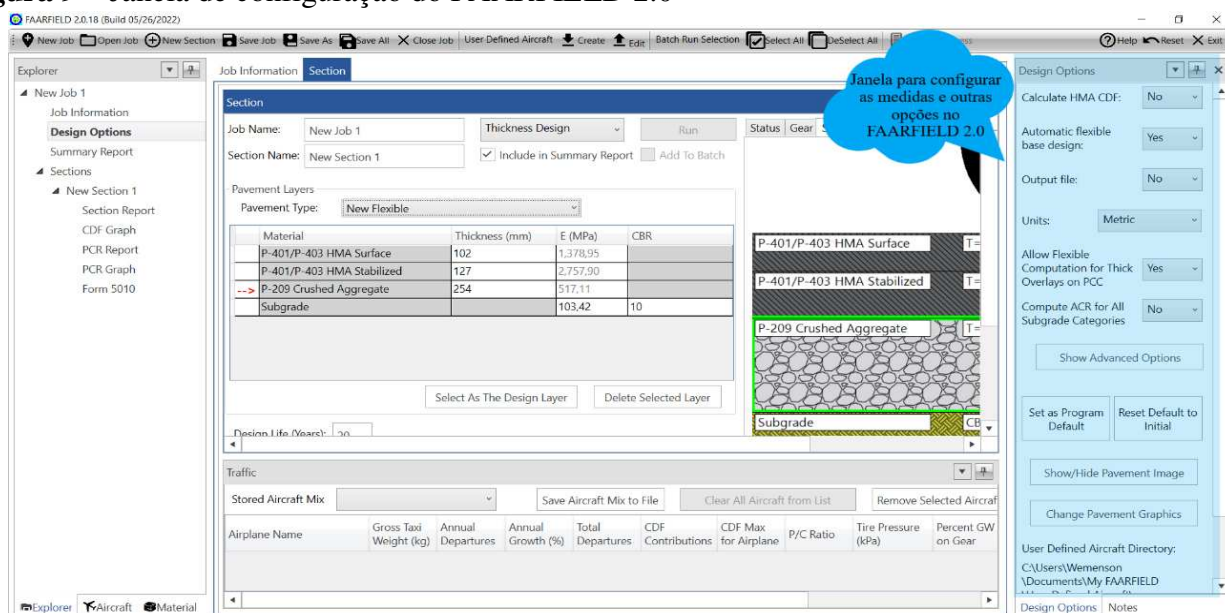 FAARFIELD 2.0.18 (Build 05/26/2022)
New Job Open Job New Section Save Job Save As Save All Close Job User Defined Aircraft Create Edit Batch Run Selection Select All DeSelect All Help Reset Exit
Explorer
New Job 1
Job Information
Design Options
Summary Report
Sections
New Section 1
Section Report
CDF Graph
PCR Report
PCR Graph
Form 5010
Explorer Aircraft Material
Job Information Section
Section
Job Name: New Job 1 Thickness Design Run
Section Name: New Section 1 Include in Summary Report Add To Batch
Pavement Layers
Pavement Type: New Flexible
Material Thickness (mm) E (MPa) CBR
P-401/P-403 HMA Surface 102 1.378,95
P-401/P-403 HMA Stabilized 127 2.757,90
--> P-209 Crushed Aggregate 254 517,11
Subgrade 103,42 10
Select As The Design Layer Delete Selected Layer
Design Life (Years): 20
Status Gear
P-401/P-403 HMA Surface T=
P-401/P-403 HMA Stabilized T=
P-209 Crushed Aggregate T=
Subgrade CB
Janela para configurar
as medidas e outras
opções no
FAARFIELD 2.0
Traffic
Stored Aircraft Mix Save Aircraft Mix to File Clear All Aircraft from List Remove Selected Aircraf
Airplane Name Gross Taxi Weight (kg) Annual Departures Annual Growth (%) Total Departures CDF Contributions CDF Max for Airplane P/C Ratio Tire Pressure (kPa) Percent GW on Gear
Design Options
Calculate HMA CDF: No
Automatic flexible
base design: Yes
Output file: No
Units: Metric
Allow Flexible
Computation for Thick Yes
Overlays on PCC
Compute ACR for All
Subgrade Categories No
Show Advanced Options
Set as Program
Default
Reset Default to
Initial
Show/Hide Pavement Image
Change Pavement Graphics
User Defined Aircraft Directory:
C:\Users\Wemenson
\Documents\My FAARFIELD
Design Options Notes